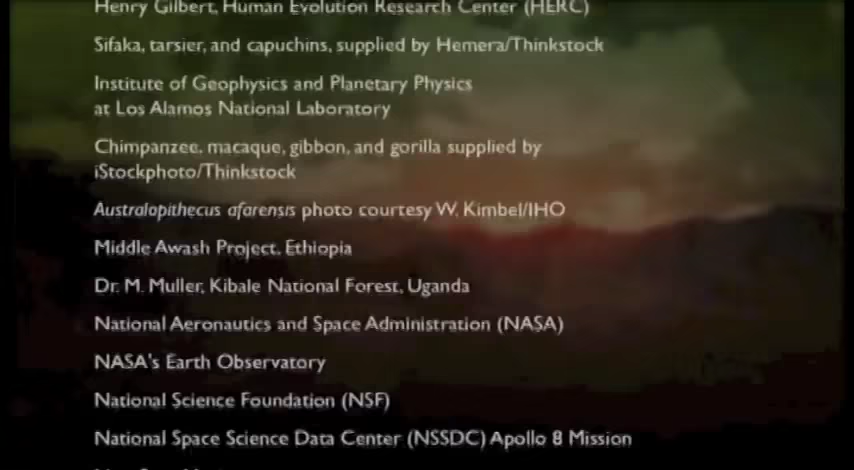 Henry Gilbert, Human Evolution Research Center (HERC)
Sifaka, tarsier, and capuchins, supplied by Hemera/Thinkstock
Institute of Geophysics and Planetary Physics
at Los Alamos National Laboratory
Chimpanzee, macaque, gibbon, and gorilla supplied by
iStockphoto/Thinkstock
Australopithecus afarensis photo courtesy W. Kimbel/IHO
Middle Awash Project, Ethiopia
Dr. M. Muller, Kibale National Forest, Uganda
National Aeronautics and Space Administration (NASA)
NASA's Earth Observatory
National Science Foundation (NSF)
National Space Science Data Center (NSSDC) Apollo 8 Mission